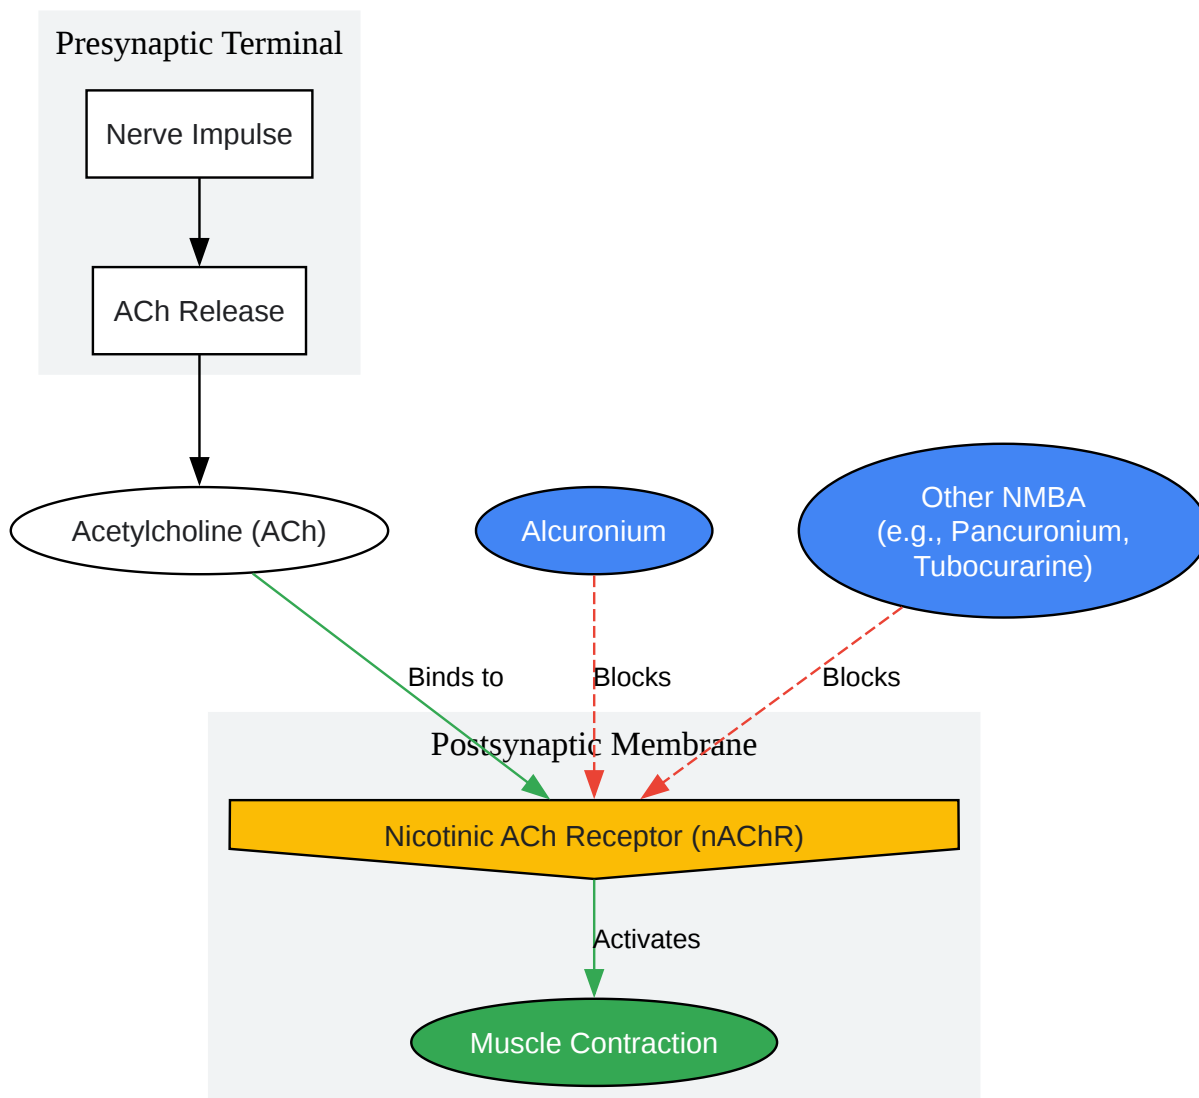 Presynaptic Terminal
Nerve Impulse
ACh Release
Acetylcholine (ACh)
Alcuronium
Other NMBA
(e.g., Pancuronium,
Tubocurarine)
Binds to
Blocks
Blocks
Postsynaptic Membrane
Nicotinic ACh Receptor (nAChR)
Activates
Muscle Contraction